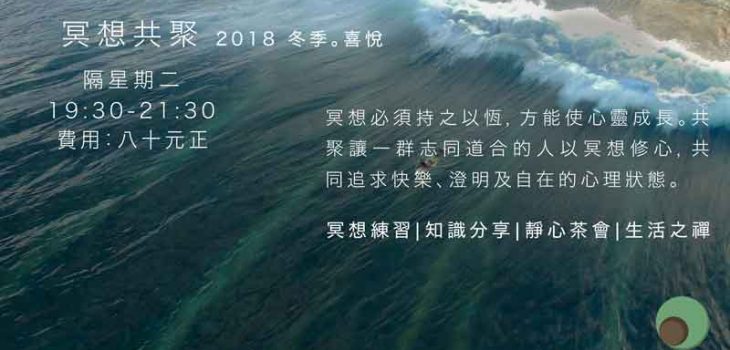 冥想共聚 2018 冬季。喜悅
隔星期二
19:30-21:30
費用：八十元正
冥想必須持之以恆，方能使心靈成長。共
聚讓一群志同道合的人以冥想修心，共
同追求快樂、澄明及自在的心理狀態。
冥想練習|知識分享|靜心茶會|生活之禪